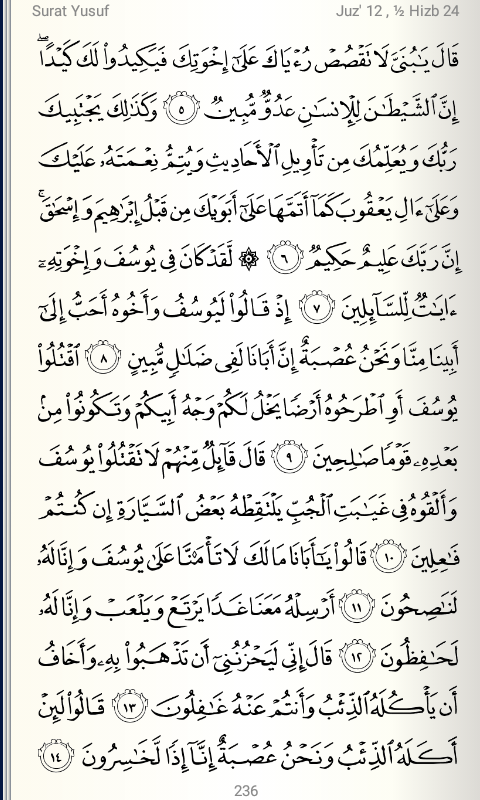 Surat Yusuf
Juz' 12 , ½ Hizb 24
قَالَ يَٰبُنَىَّ لَا تَقْصُصْ رُءْيَاكَ عَلَىٰٓ إِخْوَتِكَ فَيَكِيدُوا۟ لَكَ كَيْدًا ۖ
إِنَّ ٱلشَّيْطَٰنَ لِلْإِنسَٰنِ عَدُوٌّ مُّبِينٌ ٥ وَكَذَٰلِكَ يَجْتَبِيكَ
رَبُّكَ وَيُعَلِّمُكَ مِن تَأْوِيلِ ٱلْأَحَادِيثِ وَيُتِمُّ نِعْمَتَهُۥ عَلَيْكَ
وَعَلَىٰٓ ءَالِ يَعْقُوبَ كَمَآ أَتَمَّهَا عَلَىٰٓ أَبَوَيْكَ مِن قَبْلُ إِبْرَٰهِيمَ وَإِسْحَٰقَ ۚ
إِنَّ رَبَّكَ عَلِيمٌ حَكِيمٌ ٦ ۞ لَّقَدْ كَانَ فِى يُوسُفَ وَإِخْوَتِهِۦٓ
ءَايَٰتٌ لِّلسَّآئِلِينَ ٧ إِذْ قَالُوا۟ لَيُوسُفُ وَأَخُوهُ أَحَبُّ إِلَىٰٓ
أَبِينَا مِنَّا وَنَحْنُ عُصْبَةٌ إِنَّ أَبَانَا لَفِى ضَلَٰلٍ مُّبِينٍ ٨ ٱقْتُلُوا۟
يُوسُفَ أَوِ ٱطْرَحُوهُ أَرْضًا يَخْلُ لَكُمْ وَجْهُ أَبِيكُمْ وَتَكُونُوا۟ مِنۢ
بَعْدِهِۦ قَوْمًا صَٰلِحِينَ ٩ قَالَ قَآئِلٌ مِّنْهُمْ لَا تَقْتُلُوا۟ يُوسُفَ
وَأَلْقُوهُ فِى غَيَٰبَتِ ٱلْجُبِّ يَلْتَقِطْهُ بَعْضُ ٱلسَّيَّارَةِ إِن كُنتُمْ
فَٰعِلِينَ ١٠ قَالُوا۟ يَٰٓأَبَانَا مَا لَكَ لَا تَأْمَ۫نَّا عَلَىٰ يُوسُفَ وَإِنَّا لَهُۥ
لَنَٰصِحُونَ ١١ أَرْسِلْهُ مَعَنَا غَدًا يَرْتَعْ وَيَلْعَبْ وَإِنَّا لَهُۥ
لَحَٰفِظُونَ ١٢ قَالَ إِنِّى لَيَحْزُنُنِىٓ أَن تَذْهَبُوا۟ بِهِۦ وَأَخَافُ
أَن يَأْكُلَهُ ٱلذِّئْبُ وَأَنتُمْ عَنْهُ غَٰفِلُونَ ١٣ قَالُوا۟ لَئِنْ
أَكَلَهُ ٱلذِّئْبُ وَنَحْنُ عُصْبَةٌ إِنَّآ إِذًا لَّخَٰسِرُونَ ١٤
236